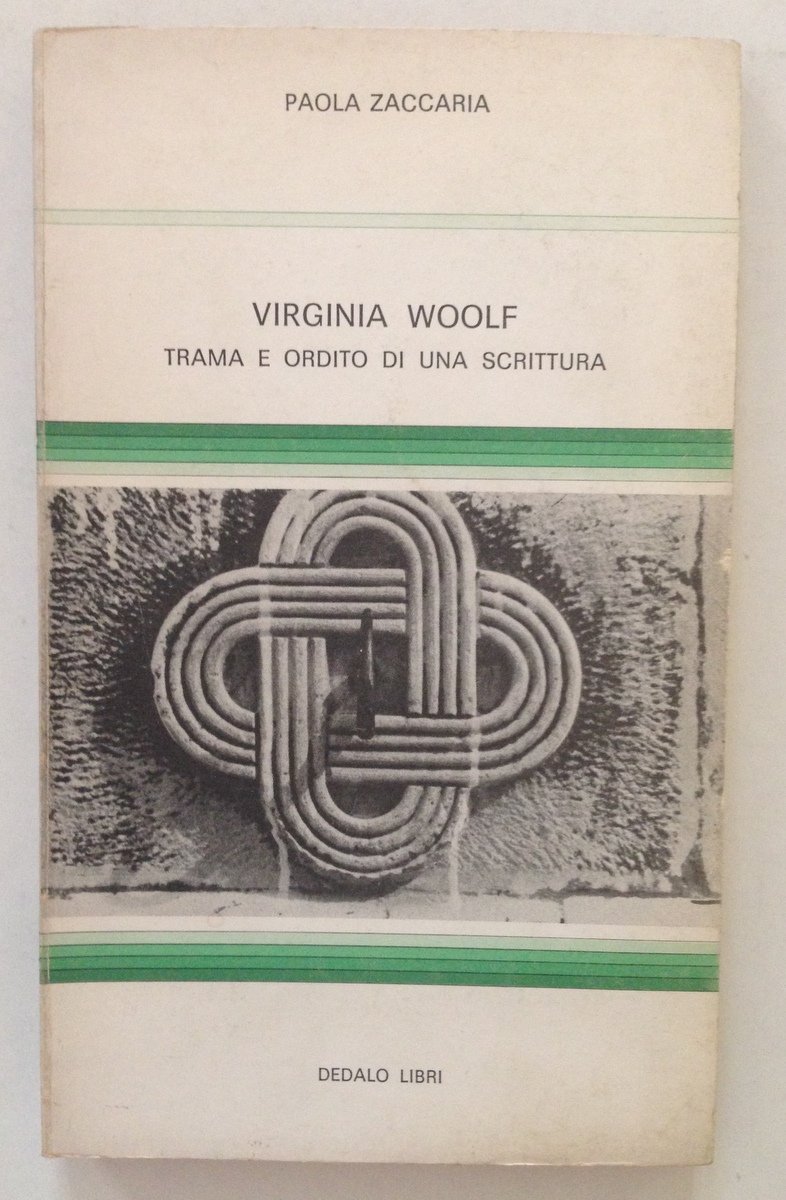 PAOLA ZACCARIA
VIRGINIA WOOLF
TRAMA E ORDITO DI UNA SCRITTURA
DEDALO LIBRI